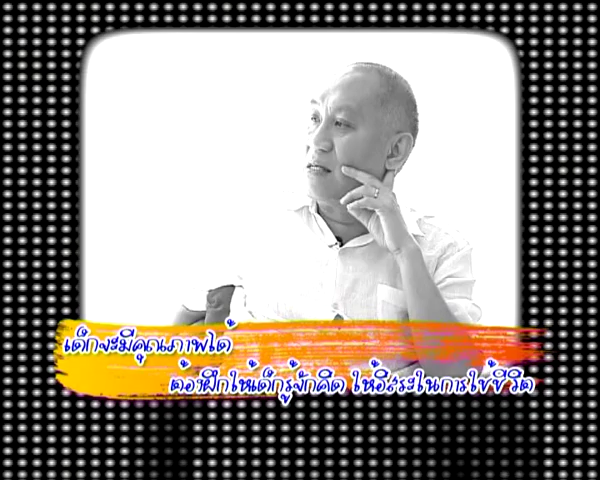 เด็กจะมีคุณภาพได้
ต้องฝึกให้เด็กรู้จักคิด ให้อิสระในการใช้ชีวิต